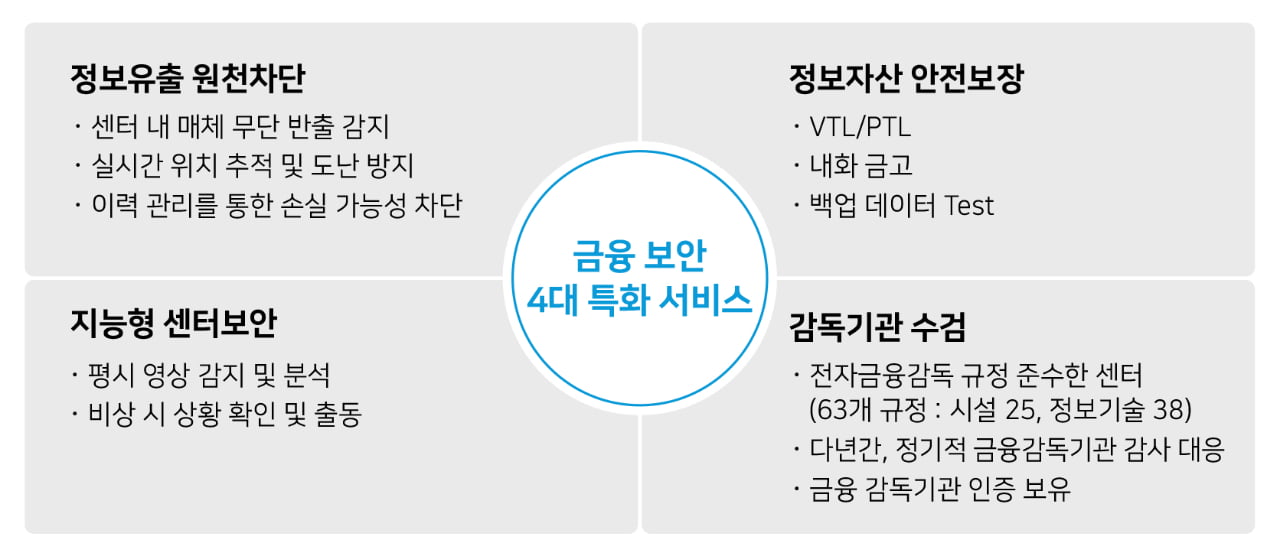 정보유출 원천차단
· 센터 내 매체 무단 반출 감지
· 실시간 위치 추적 및 도난 방지
· 이력 관리를 통한 손실 가능성 차단
정보자산 안전보장
· VTL/PTL
· 내화 금고
· 백업 데이터 Test
금융 보안
4대 특화 서비스
지능형 센터보안
· 평시 영상 감지 및 분석
· 비상 시 상황 확인 및 출동
감독기관 수검
· 전자금융감독 규정 준수한 센터
(63개 규정 : 시설 25, 정보기술 38)
· 다년간, 정기적 금융감독기관 감사 대응
· 금융 감독기관 인증 보유